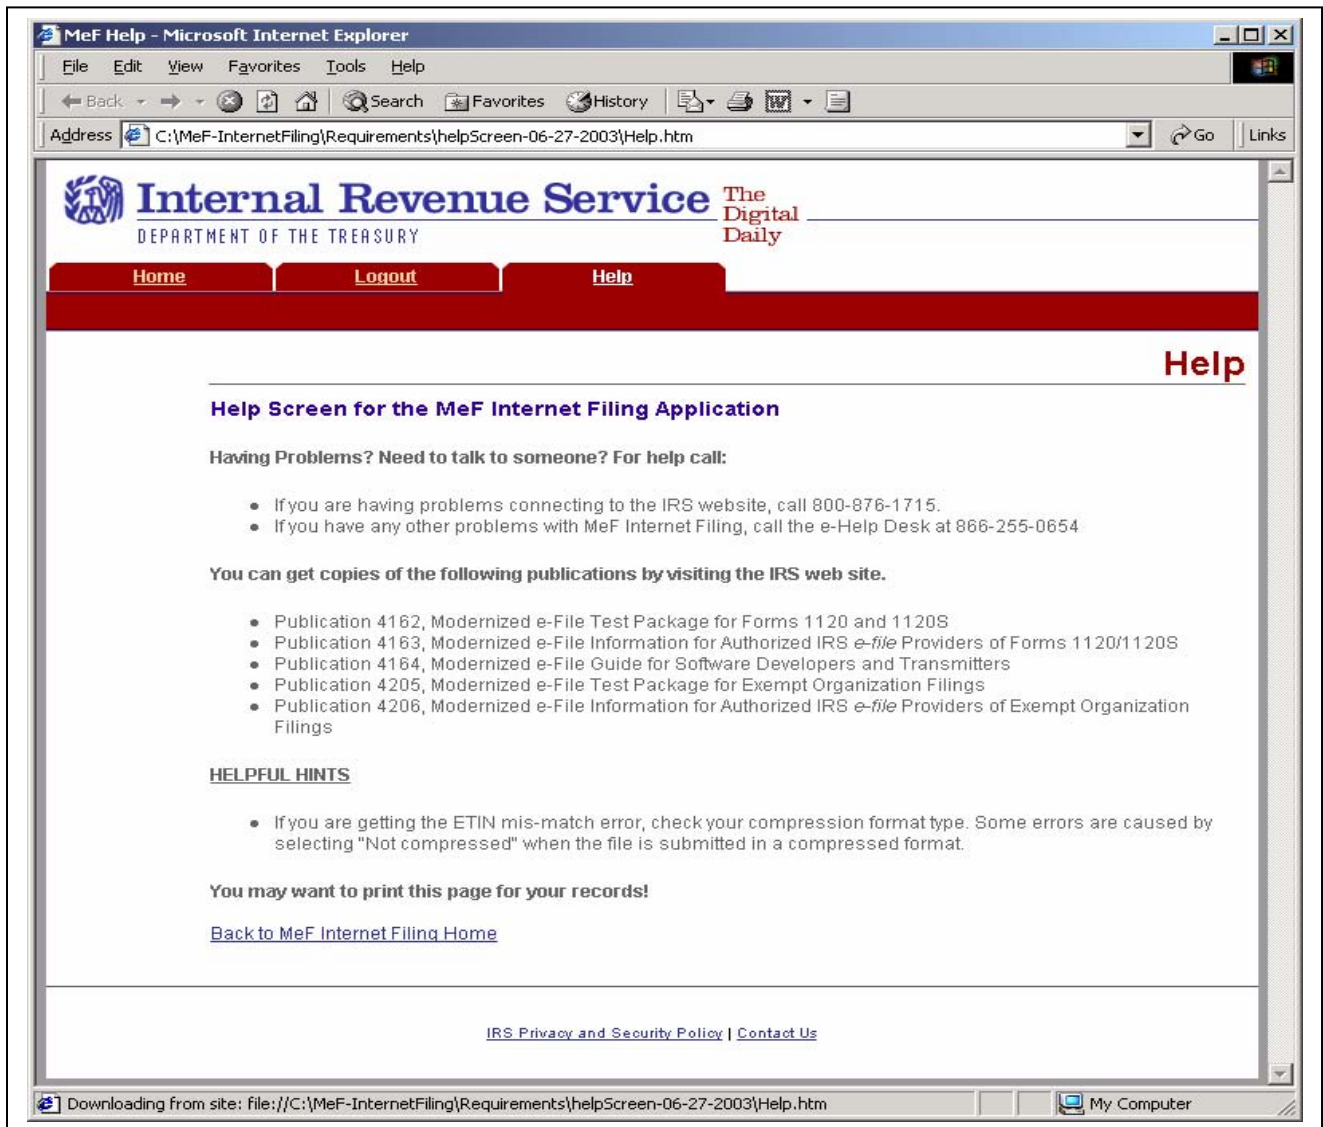 MeF Help - Microsoft Internet Explorer
File Edit View Favorites Tools Help
Back Search Favorites History
Address C:\MeF-InternetFiling\Requirements\helpScreen-06-27-2003\Help.htm Go Links
Internal Revenue Service The
Digital
DEPARTMENT OF THE TREASURY Daily
Home Logout Help
Help
Help Screen for the MeF Internet Filing Application
Having Problems? Need to talk to someone? For help call:
• If you are having problems connecting to the IRS website, call 800-876-1715.
• If you have any other problems with MeF Internet Filing, call the e-Help Desk at 866-255-0654
You can get copies of the following publications by visiting the IRS web site.
• Publication 4162, Modernized e-File Test Package for Forms 1120 and 1120S
• Publication 4163, Modernized e-File Information for Authorized IRS e-file Providers of Forms 1120/1120S
• Publication 4164, Modernized e-File Guide for Software Developers and Transmitters
• Publication 4205, Modernized e-File Test Package for Exempt Organization Filings
• Publication 4206, Modernized e-File Information for Authorized IRS e-file Providers of Exempt Organization
Filings
HELPFUL HINTS
• If you are getting the ETIN mis-match error, check your compression format type. Some errors are caused by
selecting "Not compressed" when the file is submitted in a compressed format.
You may want to print this page for your records!
Back to MeF Internet Filing Home
IRS Privacy and Security Policy | Contact Us
Downloading from site: file://C:\MeF-InternetFiling\Requirements\helpScreen-06-27-2003\Help.htm My Computer